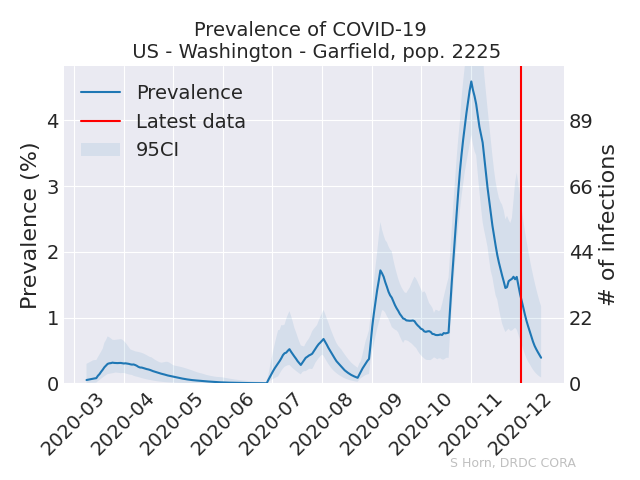 Prevalence of COVID-19
US - Washington - Garfield, pop. 2225
Prevalence
Latest data
95CI
Prevalence (%)
4
3
2
1
0
89
66
44
22
0
# of infections
2020-03
2020-04
2020-05
2020-06
2020-07
2020-08
2020-09
2020-10
2020-11
2020-12
S Horn, DRDC CORA